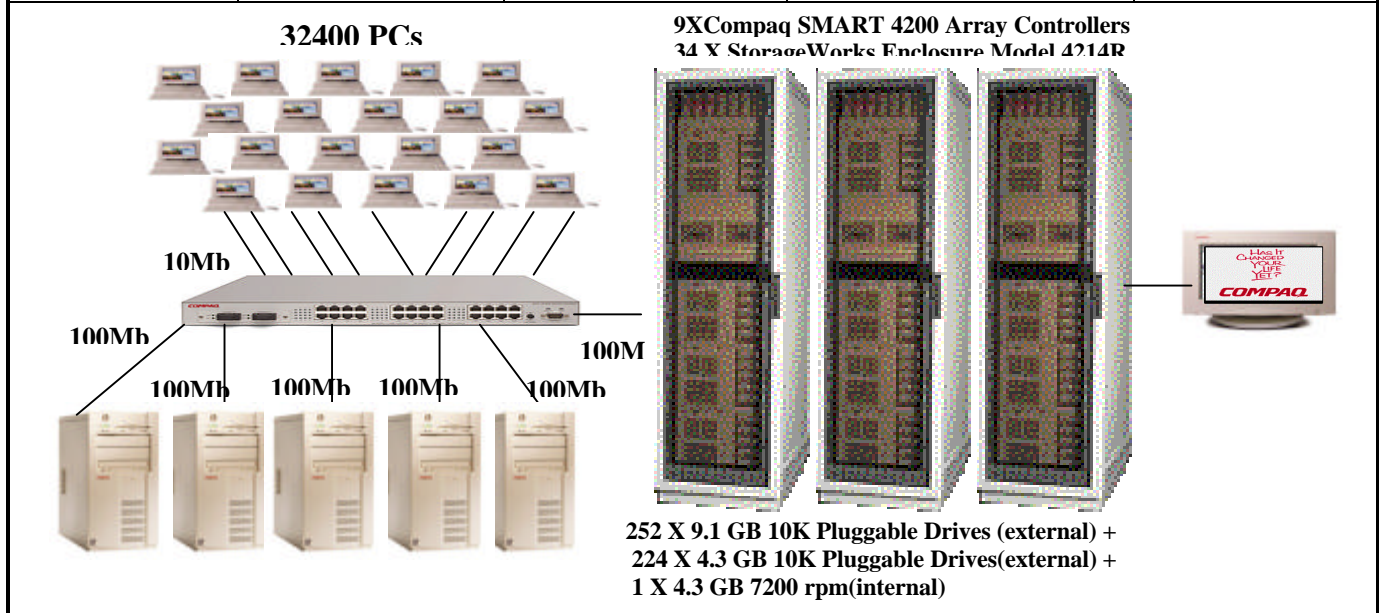 32400 PCs
9XCompaq SMART 4200 Array Controllers
34 X StorageWorks Enclosure Model 4214R
10Mb
COMPAQ
100Mb
100M
100Mb
100Mb
100Mb
100Mb
HAS IT
CHANGED
YOUR
LIFE
YET?
COMPAQ
252 X 9.1 GB 10K Pluggable Drives (external) +
224 X 4.3 GB 10K Pluggable Drives(external) +
1 X 4.3 GB 7200 rpm(internal)